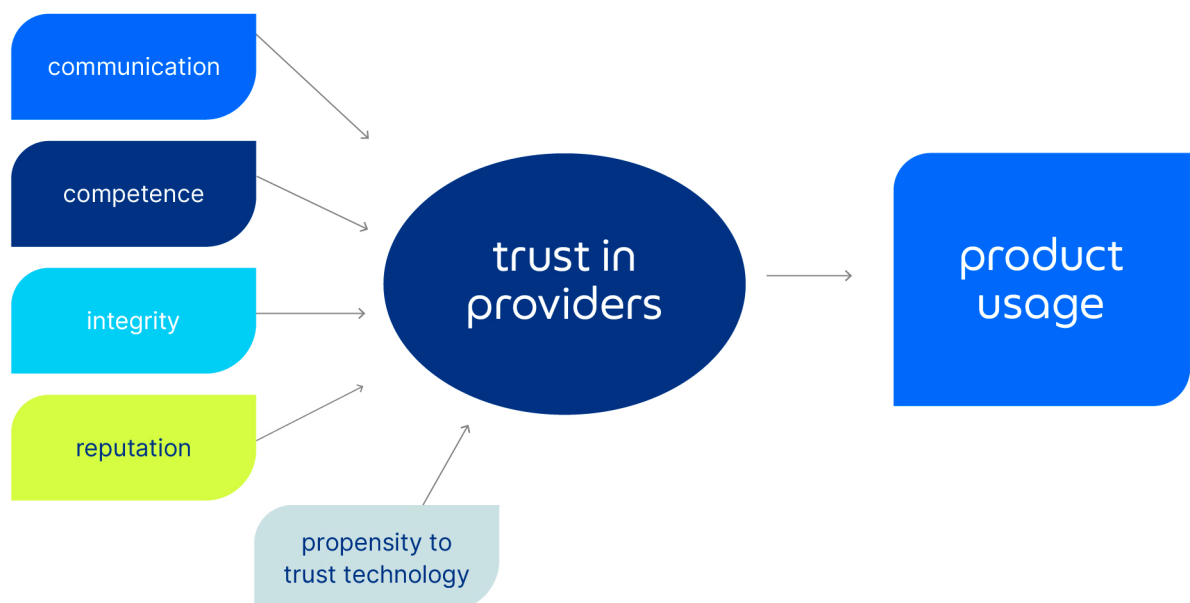 communication
competence
integrity
reputation
propensity to
trust technology
trust in
providers
product
usage